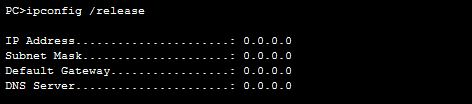 PC>ipconfig /release
IP Address......................: 0.0.0.0
Subnet Mask.....................: 0.0.0.0
Default Gateway.................: 0.0.0.0
DNS Server......................: 0.0.0.0